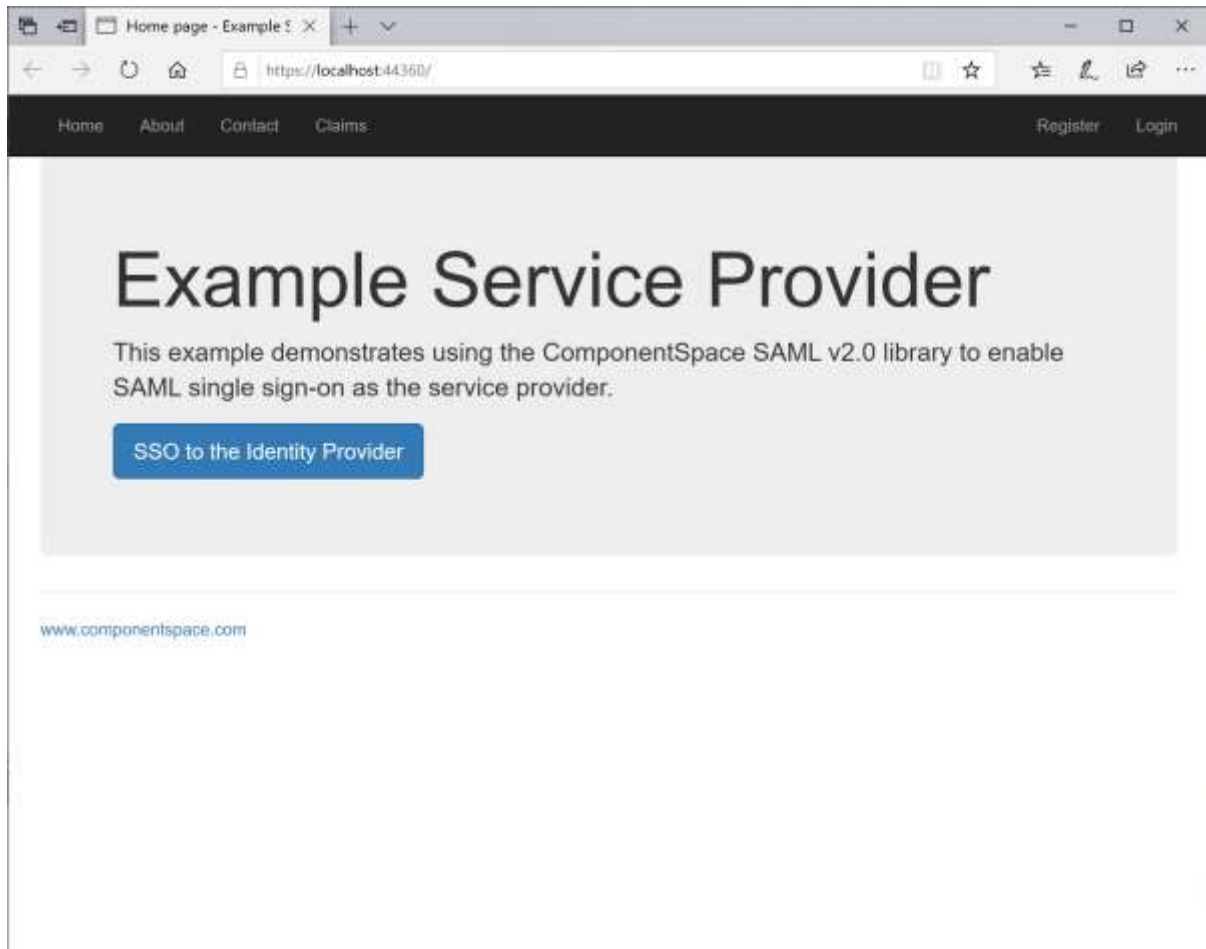 Home page - Example S
https://localhost:44360/
Home About Contact Claims Register Login
Example Service Provider
This example demonstrates using the ComponentSpace SAML v2.0 library to enable
SAML single sign-on as the service provider.
SSO to the Identity Provider
www.componentspace.com